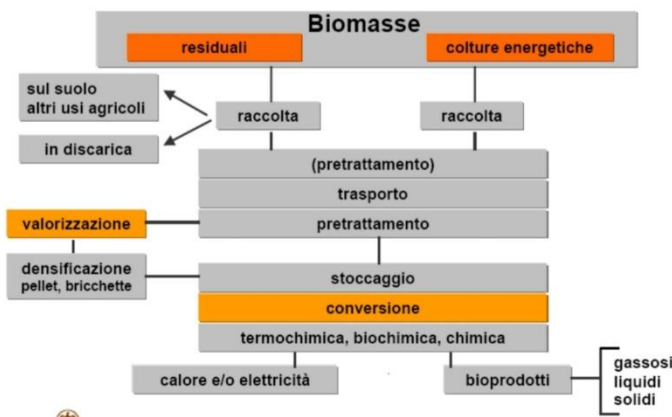 Biomasse
residuali
colture energetiche
sul suolo
altri usi agricoli
raccolta
raccolta
in discarica
(pretrattamento)
trasporto
valorizzazione
pretrattamento
densificazione
pellet, bricchette
stoccaggio
conversione
termochimica, biochimica, chimica
calore e/o elettricità
bioprodotti
gassosi
liquidi
solidi